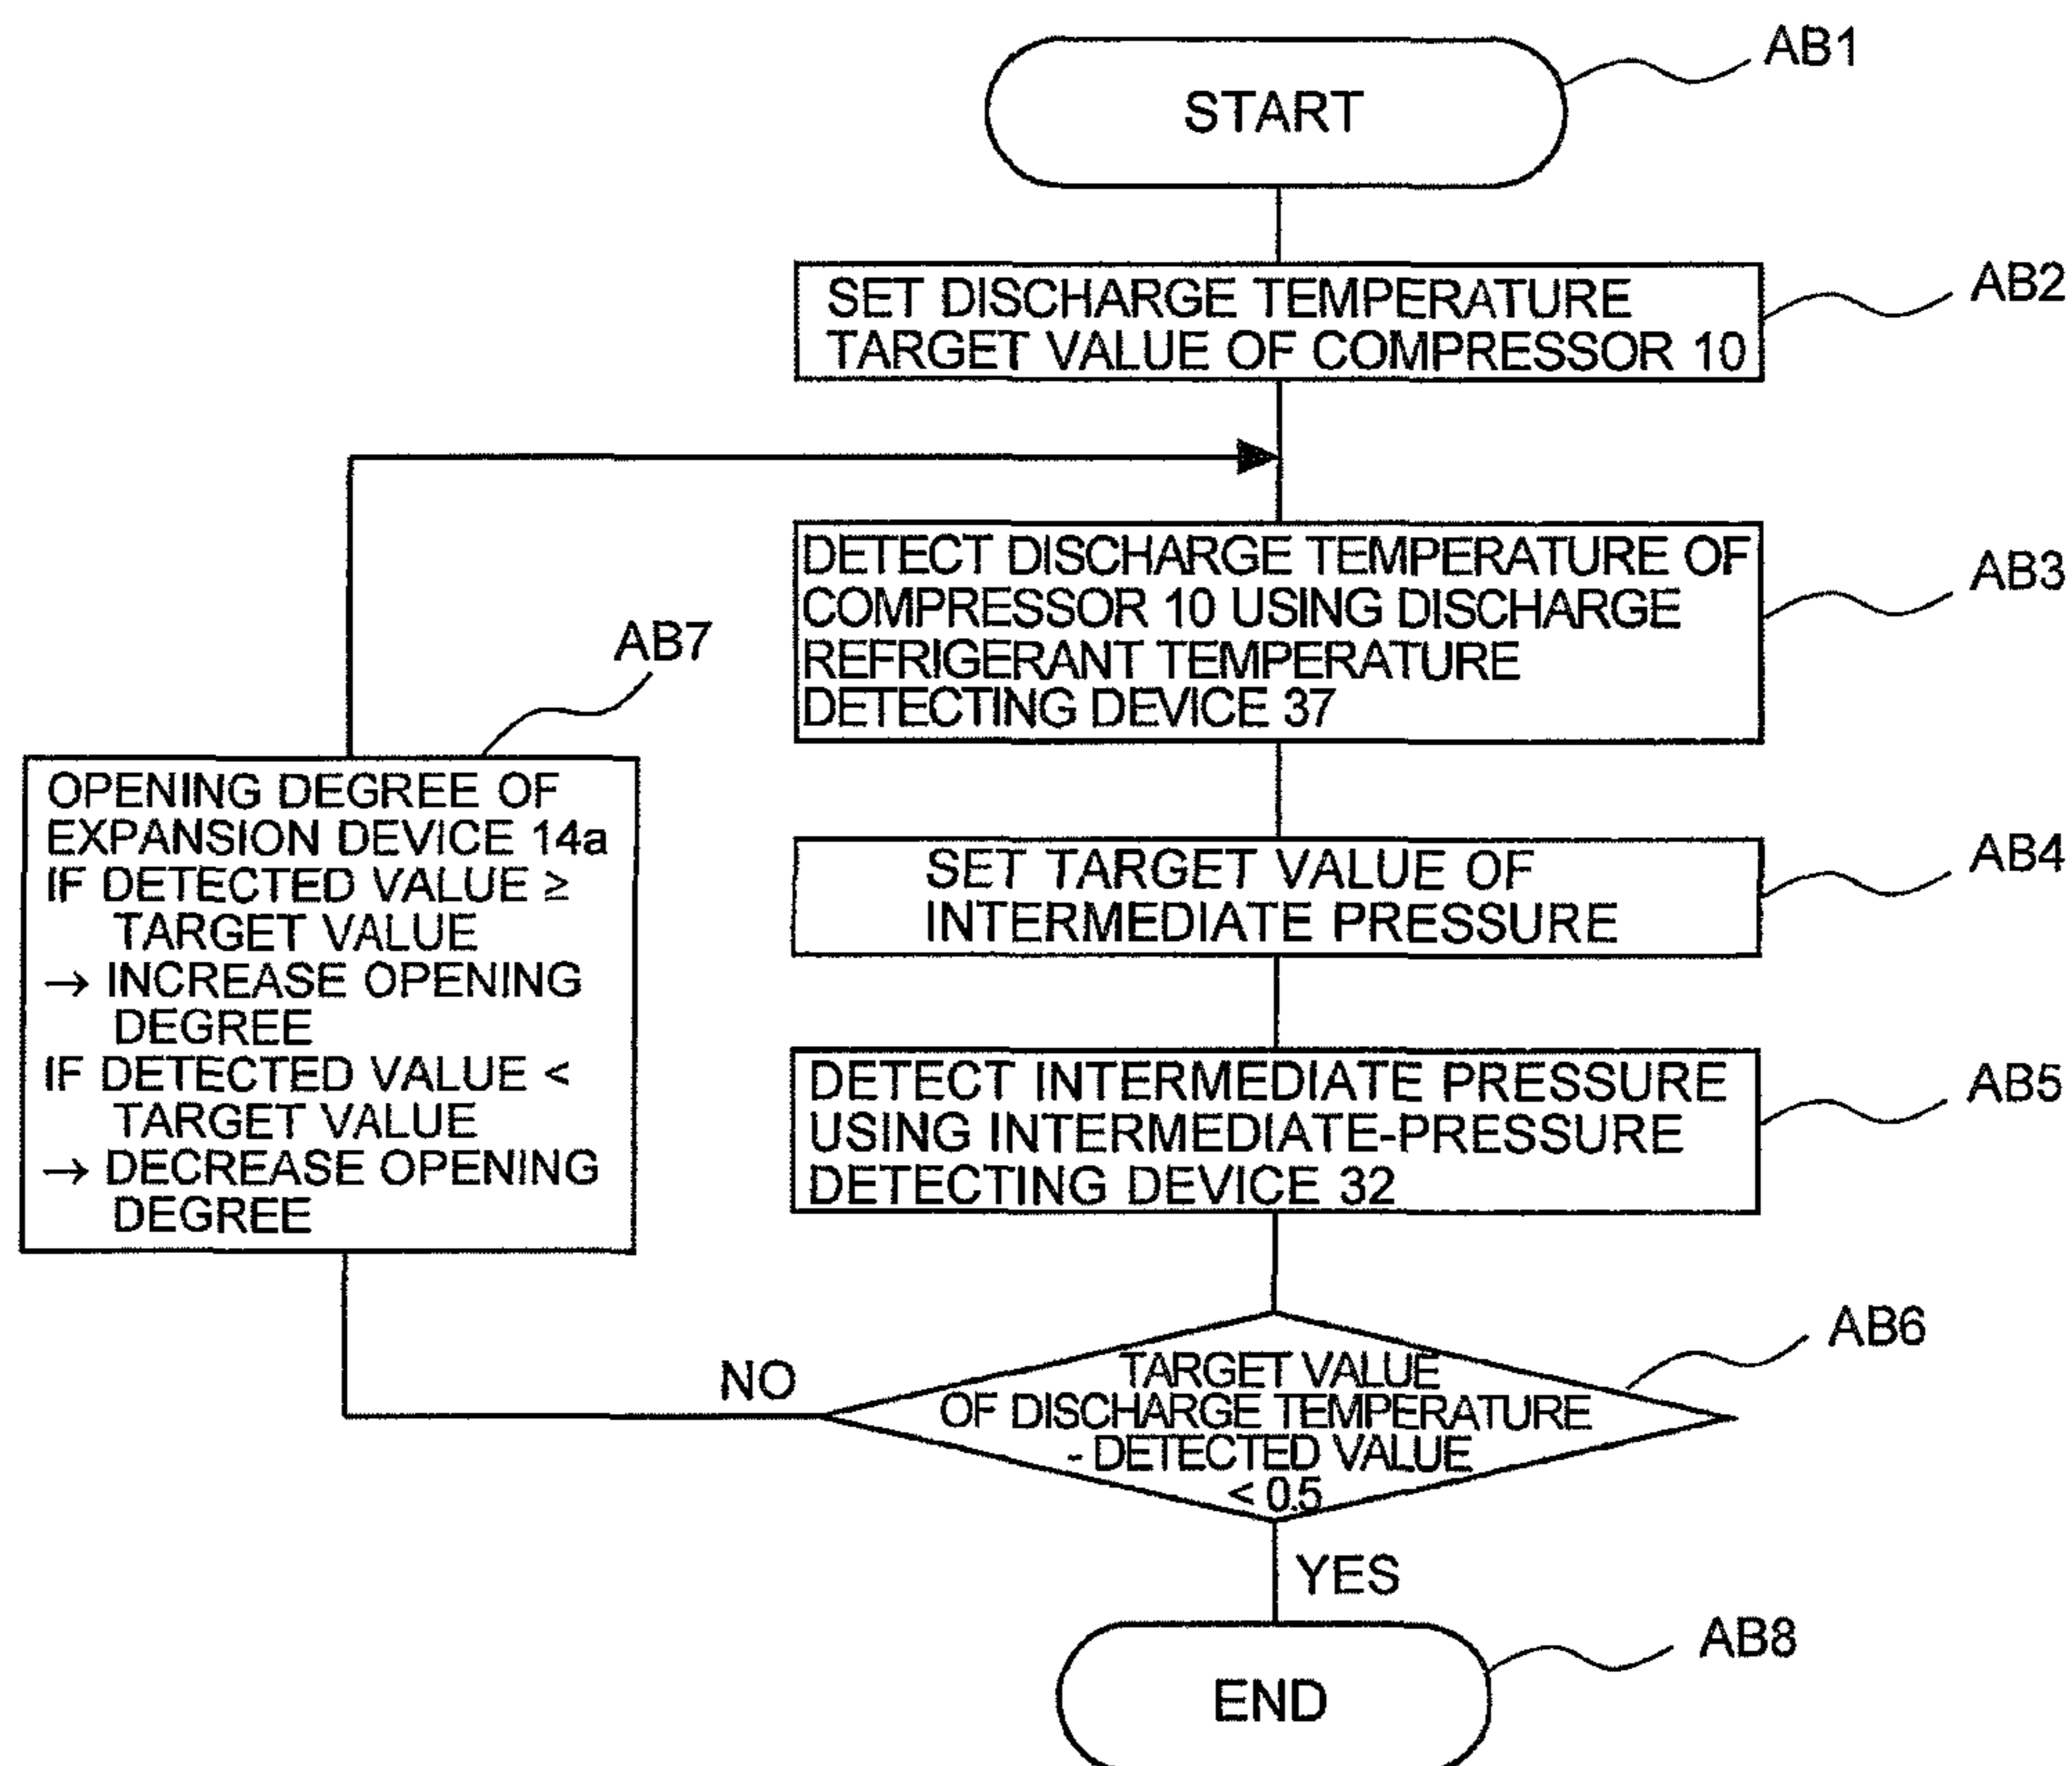 START
AB1
SET DISCHARGE TEMPERATURE
TARGET VALUE OF COMPRESSOR 10
AB2
DETECT DISCHARGE TEMPERATURE OF
COMPRESSOR 10 USING DISCHARGE
REFRIGERANT TEMPERATURE
DETECTING DEVICE 37
AB3
SET TARGET VALUE OF
INTERMEDIATE PRESSURE
AB4
DETECT INTERMEDIATE PRESSURE
USING INTERMEDIATE-PRESSURE
DETECTING DEVICE 32
AB5
TARGET VALUE
OF DISCHARGE TEMPERATURE
- DETECTED VALUE
< 0.5
AB6
NO
AB7
OPENING DEGREE OF
EXPANSION DEVICE 14a
IF DETECTED VALUE ≥
TARGET VALUE
→ INCREASE OPENING
DEGREE
IF DETECTED VALUE <
TARGET VALUE
→ DECREASE OPENING
DEGREE
YES
END
AB8